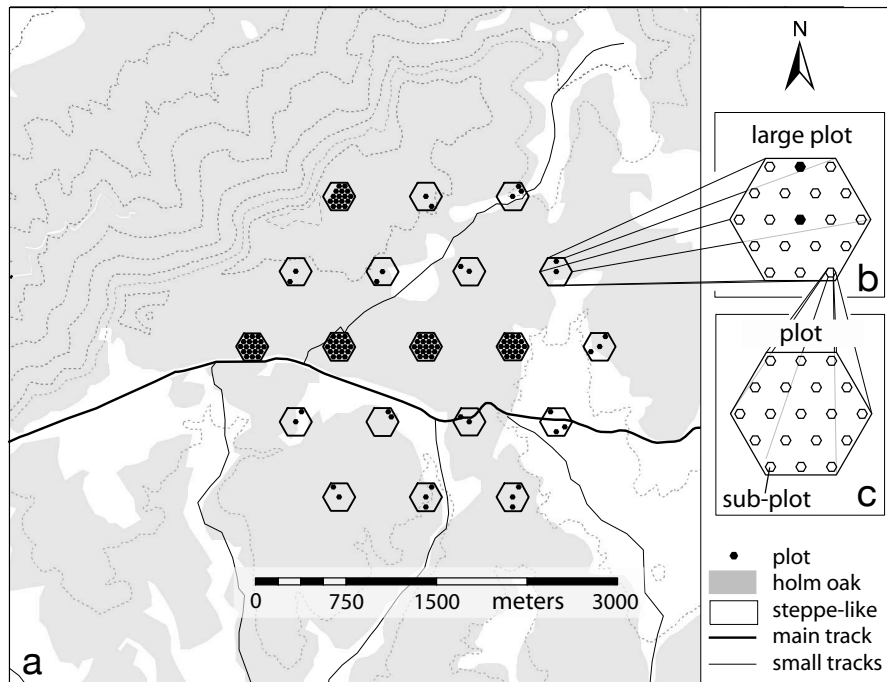 N
large plot
b
plot
sub-plot
c
plot
holm oak
steppe-like
main track
small tracks
0 750 1500 meters 3000
a